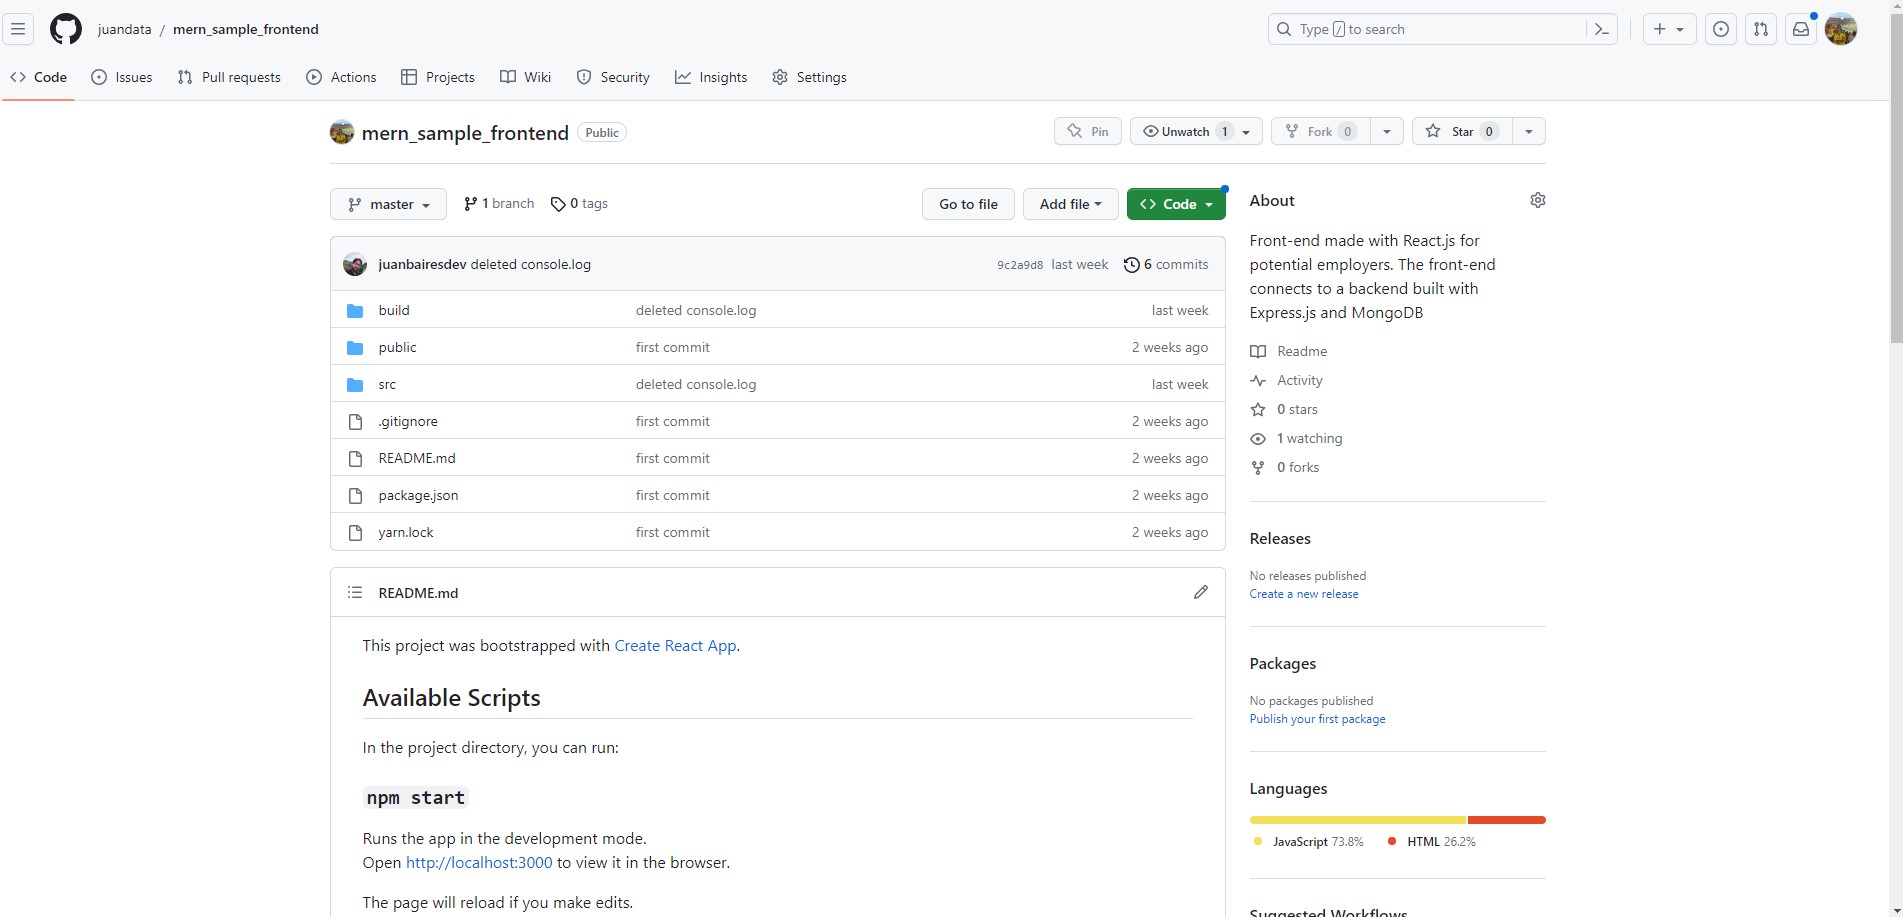 juandata / mern_sample_frontend
Type / to search
Code Issues Pull requests Actions Projects Wiki Security Insights Settings
mern_sample_frontend Public
Pin Unwatch 1 Fork 0 Star 0
master 1 branch 0 tags Go to file Add file Code
juanbairesdev deleted console.log 9c2a9d8 last week 6 commits
build deleted console.log last week
public first commit 2 weeks ago
src deleted console.log last week
.gitignore first commit 2 weeks ago
README.md first commit 2 weeks ago
package.json first commit 2 weeks ago
yarn.lock first commit 2 weeks ago
README.md
This project was bootstrapped with Create React App.
Available Scripts
In the project directory, you can run:
npm start
Runs the app in the development mode.
Open http://localhost:3000 to view it in the browser.
The page will reload if you make edits.
About
Front-end made with React.js for
potential employers. The front-end
connects to a backend built with
Express.js and MongoDB
Readme
Activity
0 stars
1 watching
0 forks
Releases
No releases published
Create a new release
Packages
No packages published
Publish your first package
Languages
JavaScript 73.8% HTML 26.2%
Suggested Workflows